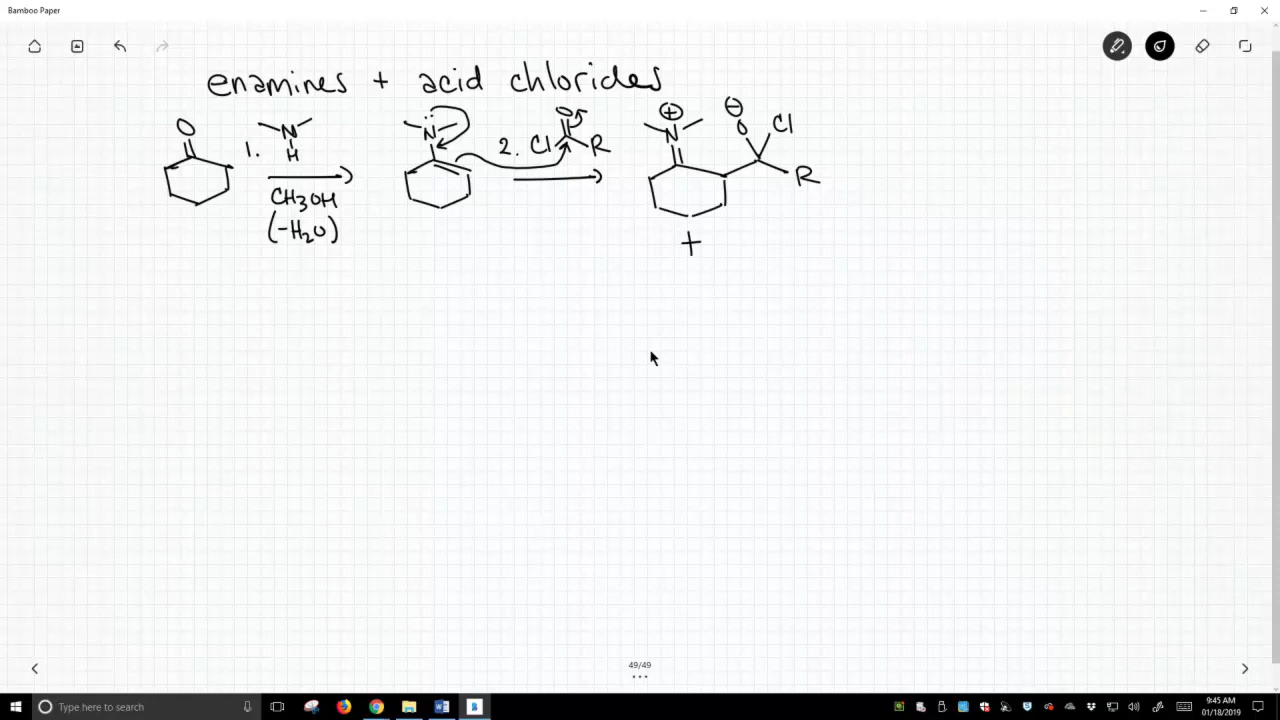 Bamboo Paper
enamines + acid chlorides
O
1. N H
CH3OH
(-H2O)
N
2. Cl O R
⊕ N
⊖ O Cl R
+
49/49
Type here to search
9:45 AM
01/18/2019